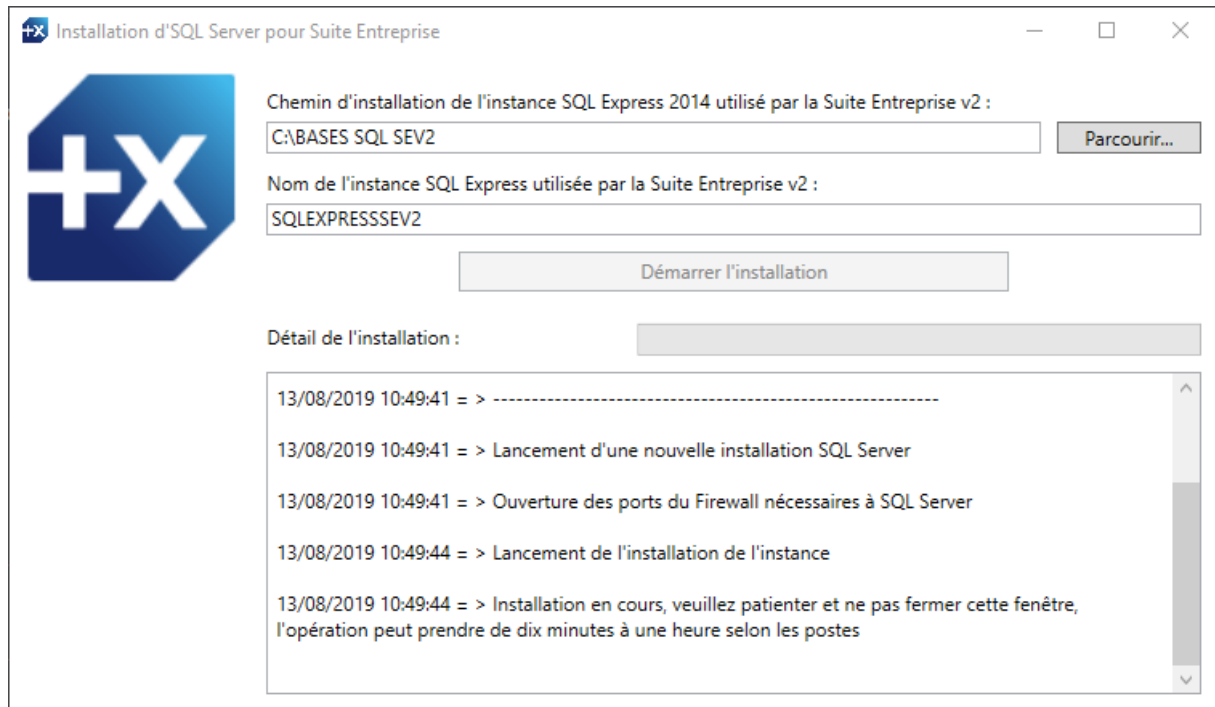 +X Installation d'SQL Server pour Suite Entreprise
+X
Chemin d'installation de l'instance SQL Express 2014 utilisé par la Suite Entreprise v2 :
C:\BASES SQL SEV2
Parcourir...
Nom de l'instance SQL Express utilisée par la Suite Entreprise v2 :
SQLEXPRESSSEV2
Démarrer l'installation
Détail de l'installation :
13/08/2019 10:49:41 = > ----------------------------------------------------------
13/08/2019 10:49:41 = > Lancement d'une nouvelle installation SQL Server
13/08/2019 10:49:41 = > Ouverture des ports du Firewall nécessaires à SQL Server
13/08/2019 10:49:44 = > Lancement de l'installation de l'instance
13/08/2019 10:49:44 = > Installation en cours, veuillez patienter et ne pas fermer cette fenêtre,
l'opération peut prendre de dix minutes à une heure selon les postes